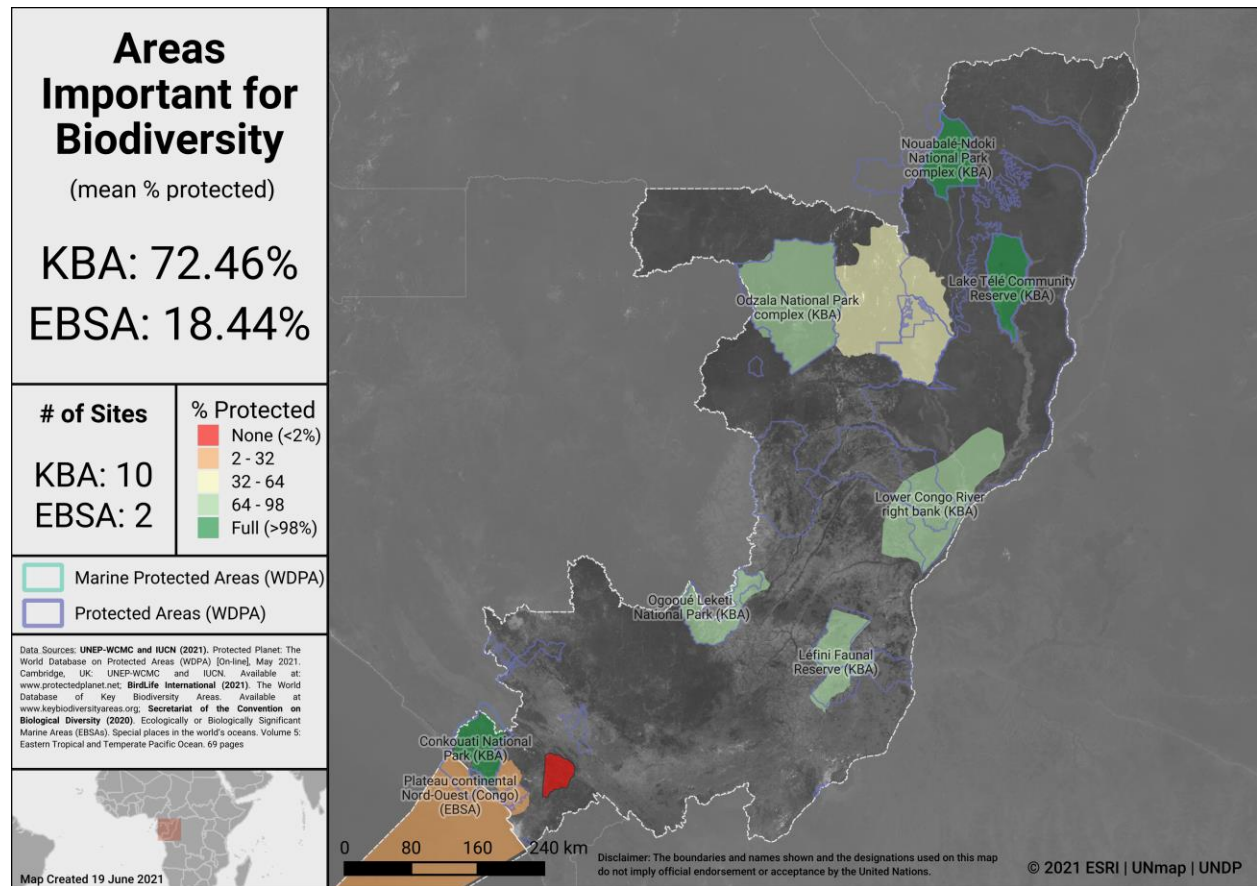 Areas
Important for
Biodiversity
(mean % protected)
KBA: 72.46%
EBSA: 18.44%
# of Sites
KBA: 10
EBSA: 2
% Protected
None (<2%)
2 - 32
32 - 64
64 - 98
Full (>98%)
Marine Protected Areas (WDPA)
Protected Areas (WDPA)
Data Sources: UNEP-WCMC and IUCN (2021). Protected Planet: The
World Database on Protected Areas (WDPA) [On-line], May 2021.
Cambridge, UK: UNEP-WCMC and IUCN. Available at:
www.protectedplanet.net; BirdLife International (2021). The World
Database of Key Biodiversity Areas. Available at
www.keybiodiversityareas.org; Secretariat of the Convention on
Biological Diversity (2020). Ecologically or Biologically Significant
Marine Areas (EBSAs). Special places in the world's oceans. Volume 5:
Eastern Tropical and Temperate Pacific Ocean. 69 pages
Map Created 19 June 2021
Nouabalé-Ndoki
National Park
complex (KBA)
Lake Télé Community
Reserve (KBA)
Odzala National Park
complex (KBA)
Lower Congo River
right bank (KBA)
Ogooué Leketi
National Park (KBA)
Léfini Faunal
Reserve (KBA)
Conkouati National
Park (KBA)
Plateau continental
Nord-Ouest (Congo)
(EBSA)
0 80 160 240 km
Disclaimer: The boundaries and names shown and the designations used on this map
do not imply official endorsement or acceptance by the United Nations.
© 2021 ESRI | UNmap | UNDP